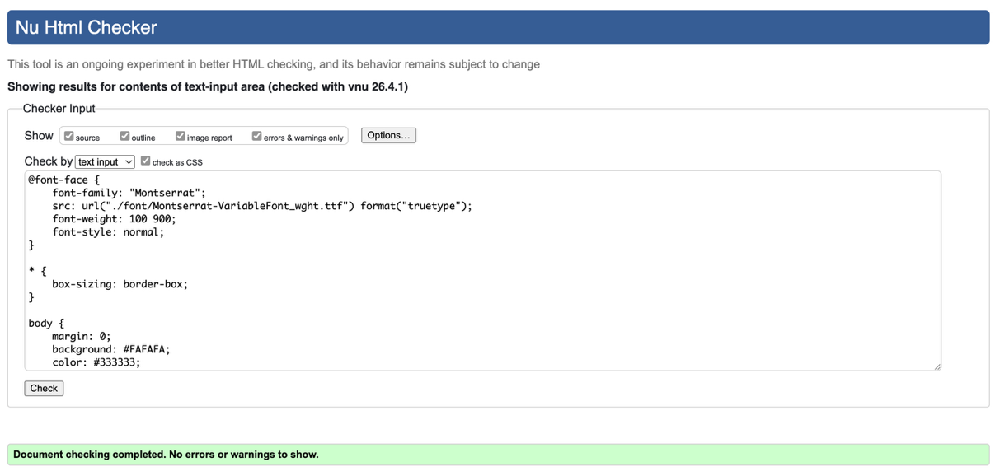 Nu Html Checker
This tool is an ongoing experiment in better HTML checking, and its behavior remains subject to change
Showing results for contents of text-input area (checked with vnu 26.4.1)
Checker Input
Show source outline image report errors & warnings only Options...
Check by text input check as CSS
@font-face {
    font-family: "Montserrat";
    src: url("./font/Montserrat-VariableFont_wght.ttf") format("truetype");
    font-weight: 100 900;
    font-style: normal;
}
* {
    box-sizing: border-box;
}
body {
    margin: 0;
    background: #FAFAFA;
    color: #333333;
Check
Document checking completed. No errors or warnings to show.